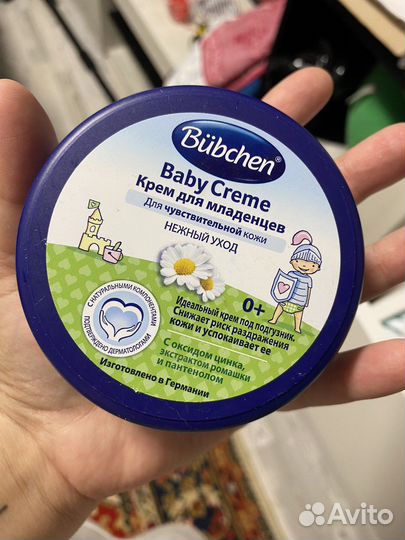 Bübchen®
Baby Creme
Крем для младенцев
Для чувствительной кожи
НЕЖНЫЙ УХОД
0+
Идеальный крем под подгузник.
Снижает риск раздражения
кожи и успокаивает ее
С оксидом цинка,
экстрактом ромашки
и пантенолом
С НАТУРАЛЬНЫМИ КОМПОНЕНТАМИ
ПОДТВЕРЖДЕНО ДЕРМАТОЛОГАМИ
Изготовлено в Германии
Avito